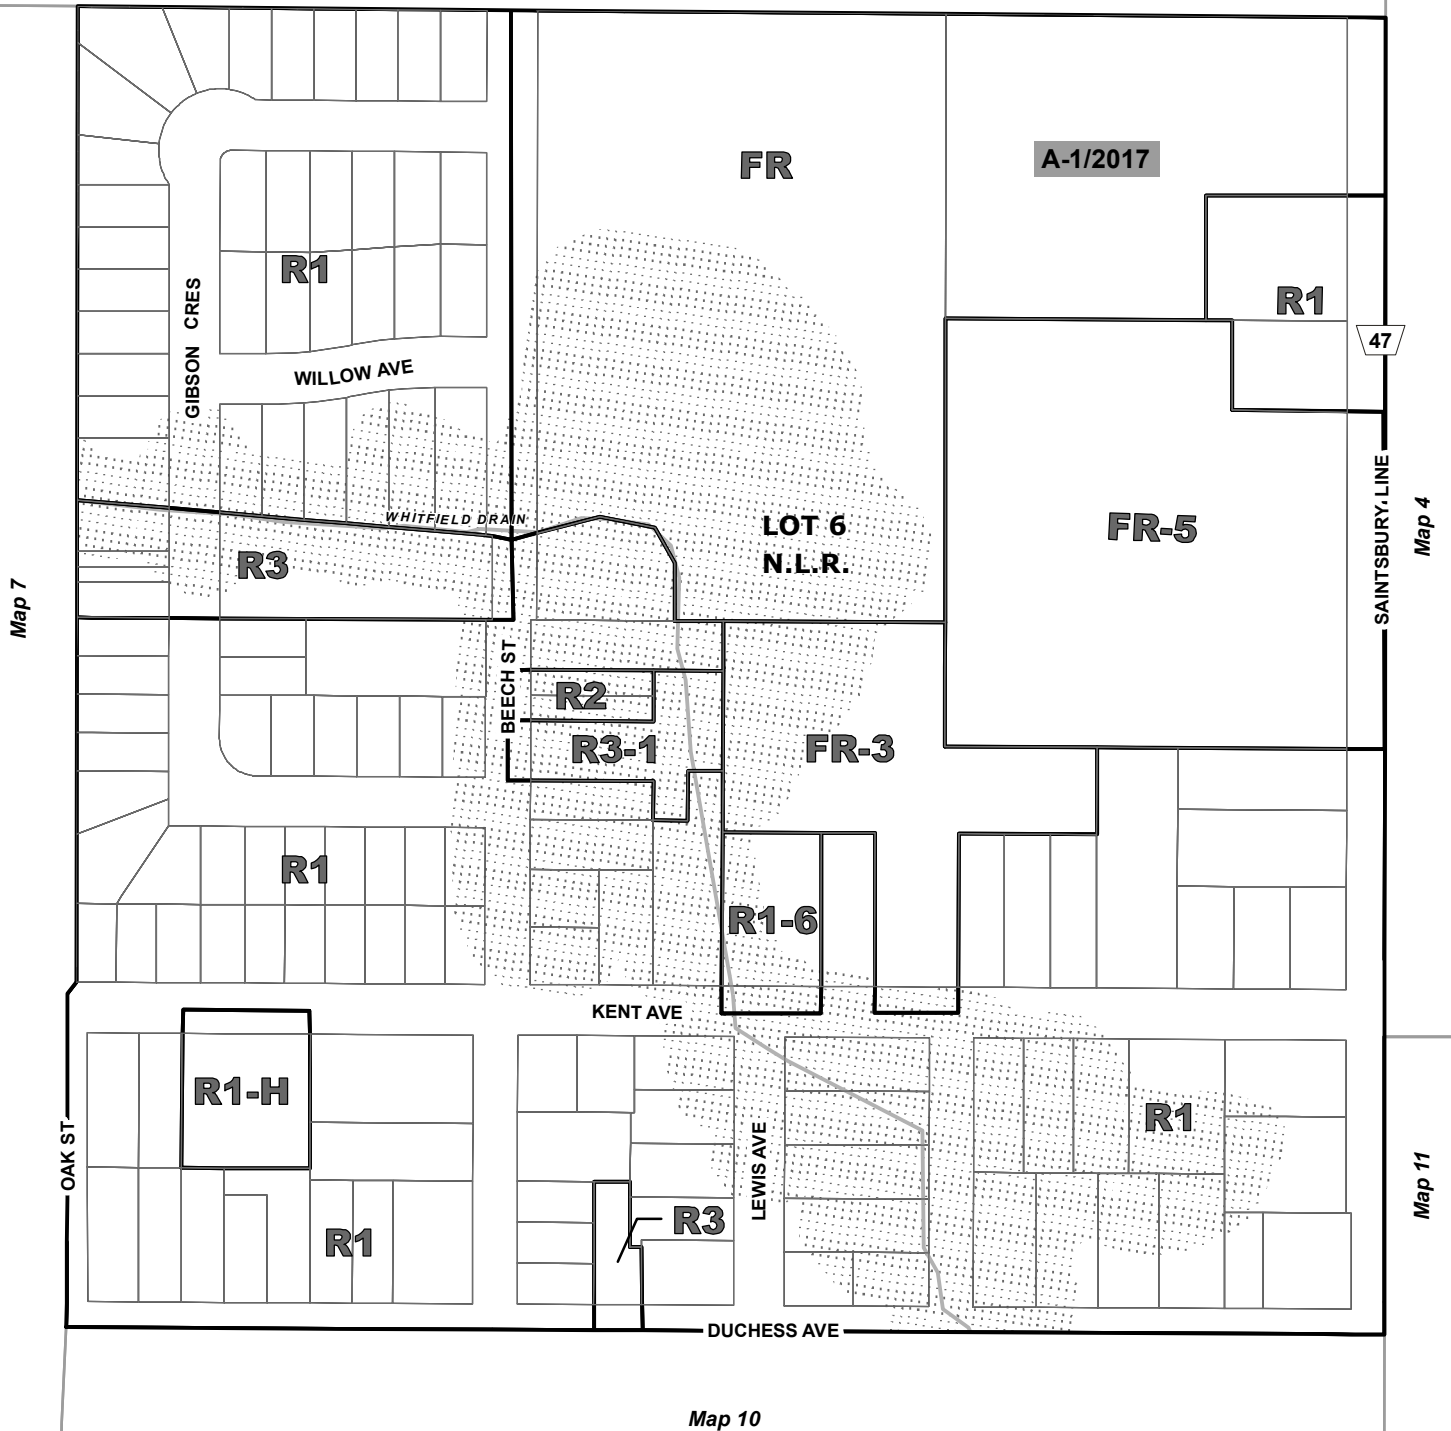 FR
A-1/2017
R1
R1
GIBSON CRES
47
WILLOW AVE
SAINTSBURY LINE
WHITFIELD DRAIN
LOT 6
N.L.R.
FR-5
Map 4
R3
Map 7
BEECH ST
R2
R3-1
FR-3
R1
R1-6
KENT AVE
R1-H
R1
OAK ST
LEWIS AVE
Map 11
R3
R1
DUCHESS AVE
Map 10